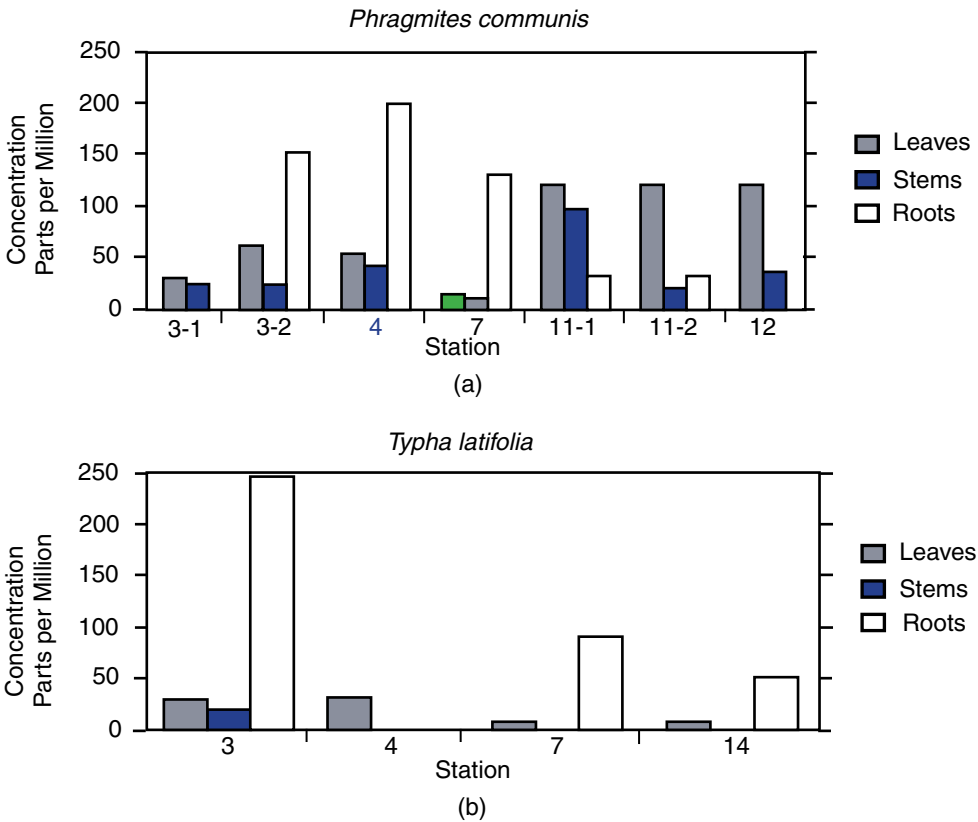 Phragmites communis
250
200
150
100
50
0
Concentration
Parts per Million
3-1 3-2 4 7 11-1 11-2 12
Station
Leaves
Stems
Roots
(a)
Typha latifolia
250
200
150
100
50
0
Concentration
Parts per Million
3 4 7 14
Station
Leaves
Stems
Roots
(b)